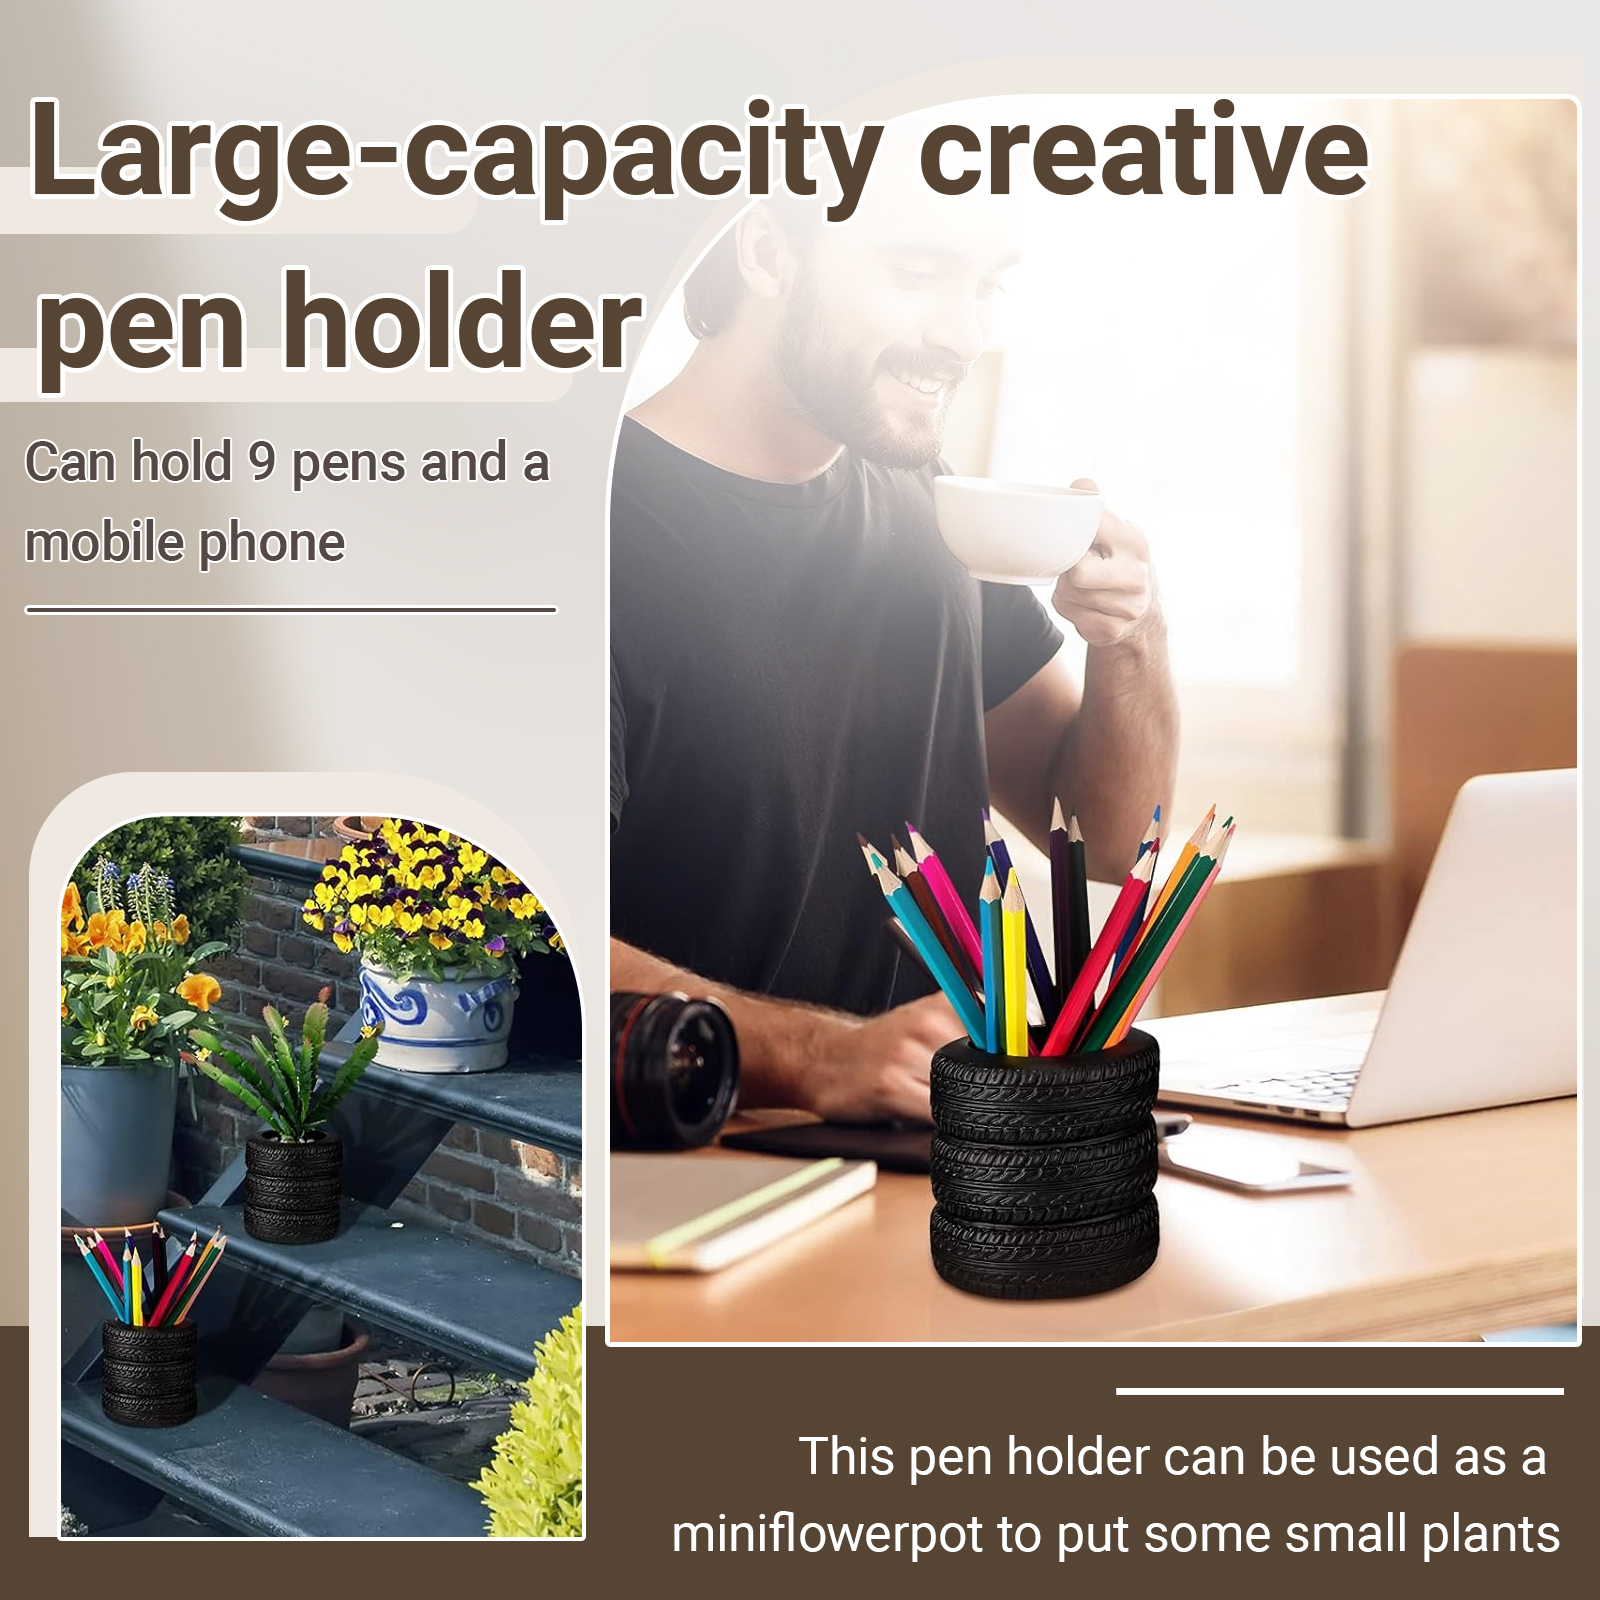 Large-capacity creative
pen holder
Can hold 9 pens and a
mobile phone
This pen holder can be used as a
miniflowerpot to put some small plants